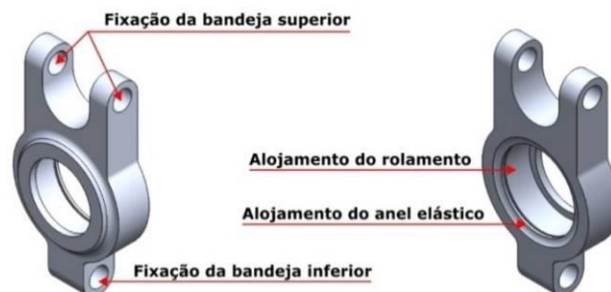 Fixação da bandeja superior
Alojamento do rolamento
Alojamento do anel elástico
Fixação da bandeja inferior